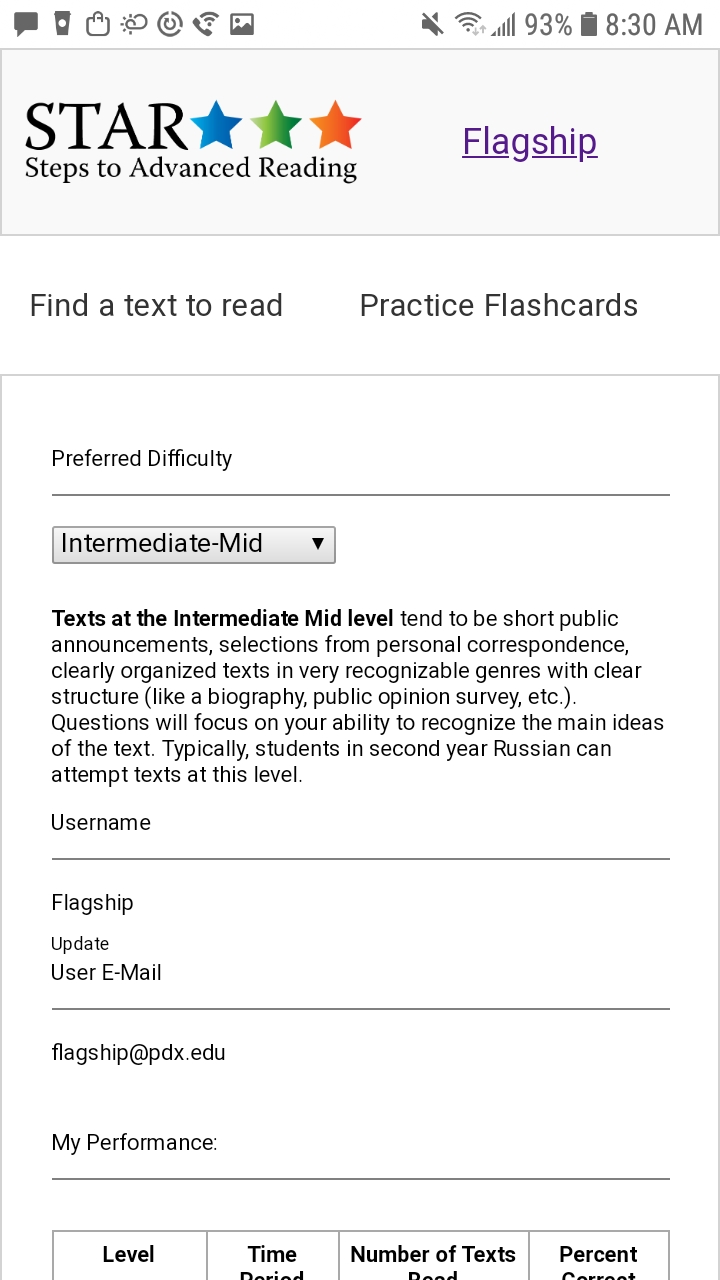 93% 8:30 AM
STAR
Steps to Advanced Reading
Flagship
Find a text to read Practice Flashcards
Preferred Difficulty
Intermediate-Mid ▼
Texts at the Intermediate Mid level tend to be short public
announcements, selections from personal correspondence,
clearly organized texts in very recognizable genres with clear
structure (like a biography, public opinion survey, etc.).
Questions will focus on your ability to recognize the main ideas
of the text. Typically, students in second year Russian can
attempt texts at this level.
Username
Flagship
Update
User E-Mail
flagship@pdx.edu
My Performance:
Level Time Number of Texts Percent
Period Read Correct